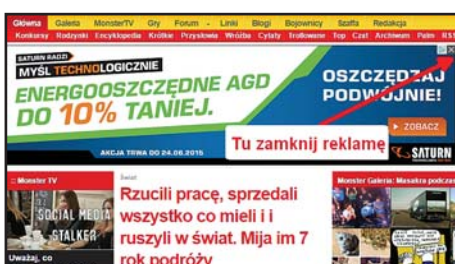 Główna Galeria MonsterTV Gry Forum - Linki Blogi Bojownicy Szaffa Redakcja
Konkursy Rodzynki Encyklopedia Krótkie Przysłowia Wróżba Cytaty Trollowane Top Czat Archiwum Palm RSS
SATURN RADZI
MYŚL TECHNOLOGICZNIE
ENERGOOSZCZĘDNE AGD
DO 10% TANIEJ.
AKCJA TRWA DO 24.06.2015
OSZCZĘDZAJ
PODWÓJNIE!
ZOBACZ
SATURN
Tu zamknij reklamę
:: Monster TV
SOCIAL MEDIA
STALKER
Uważaj, co
Świat
Rzucili pracę, sprzedali
wszystko co mieli i i
ruszyli w świat. Mija im 7
rok podróży
Monster Galeria: Masakra podczas